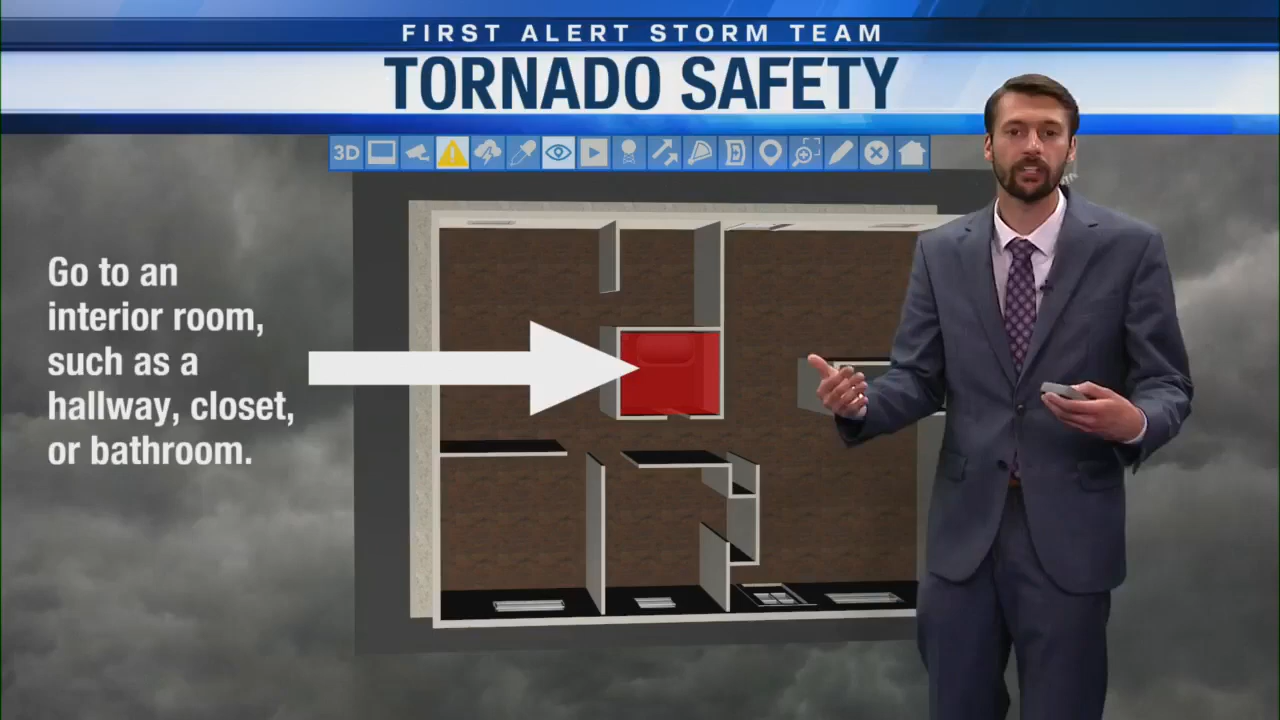 FIRST ALERT STORM TEAM
TORNADO SAFETY
3D
Go to an
interior room,
such as a
hallway, closet,
or bathroom.